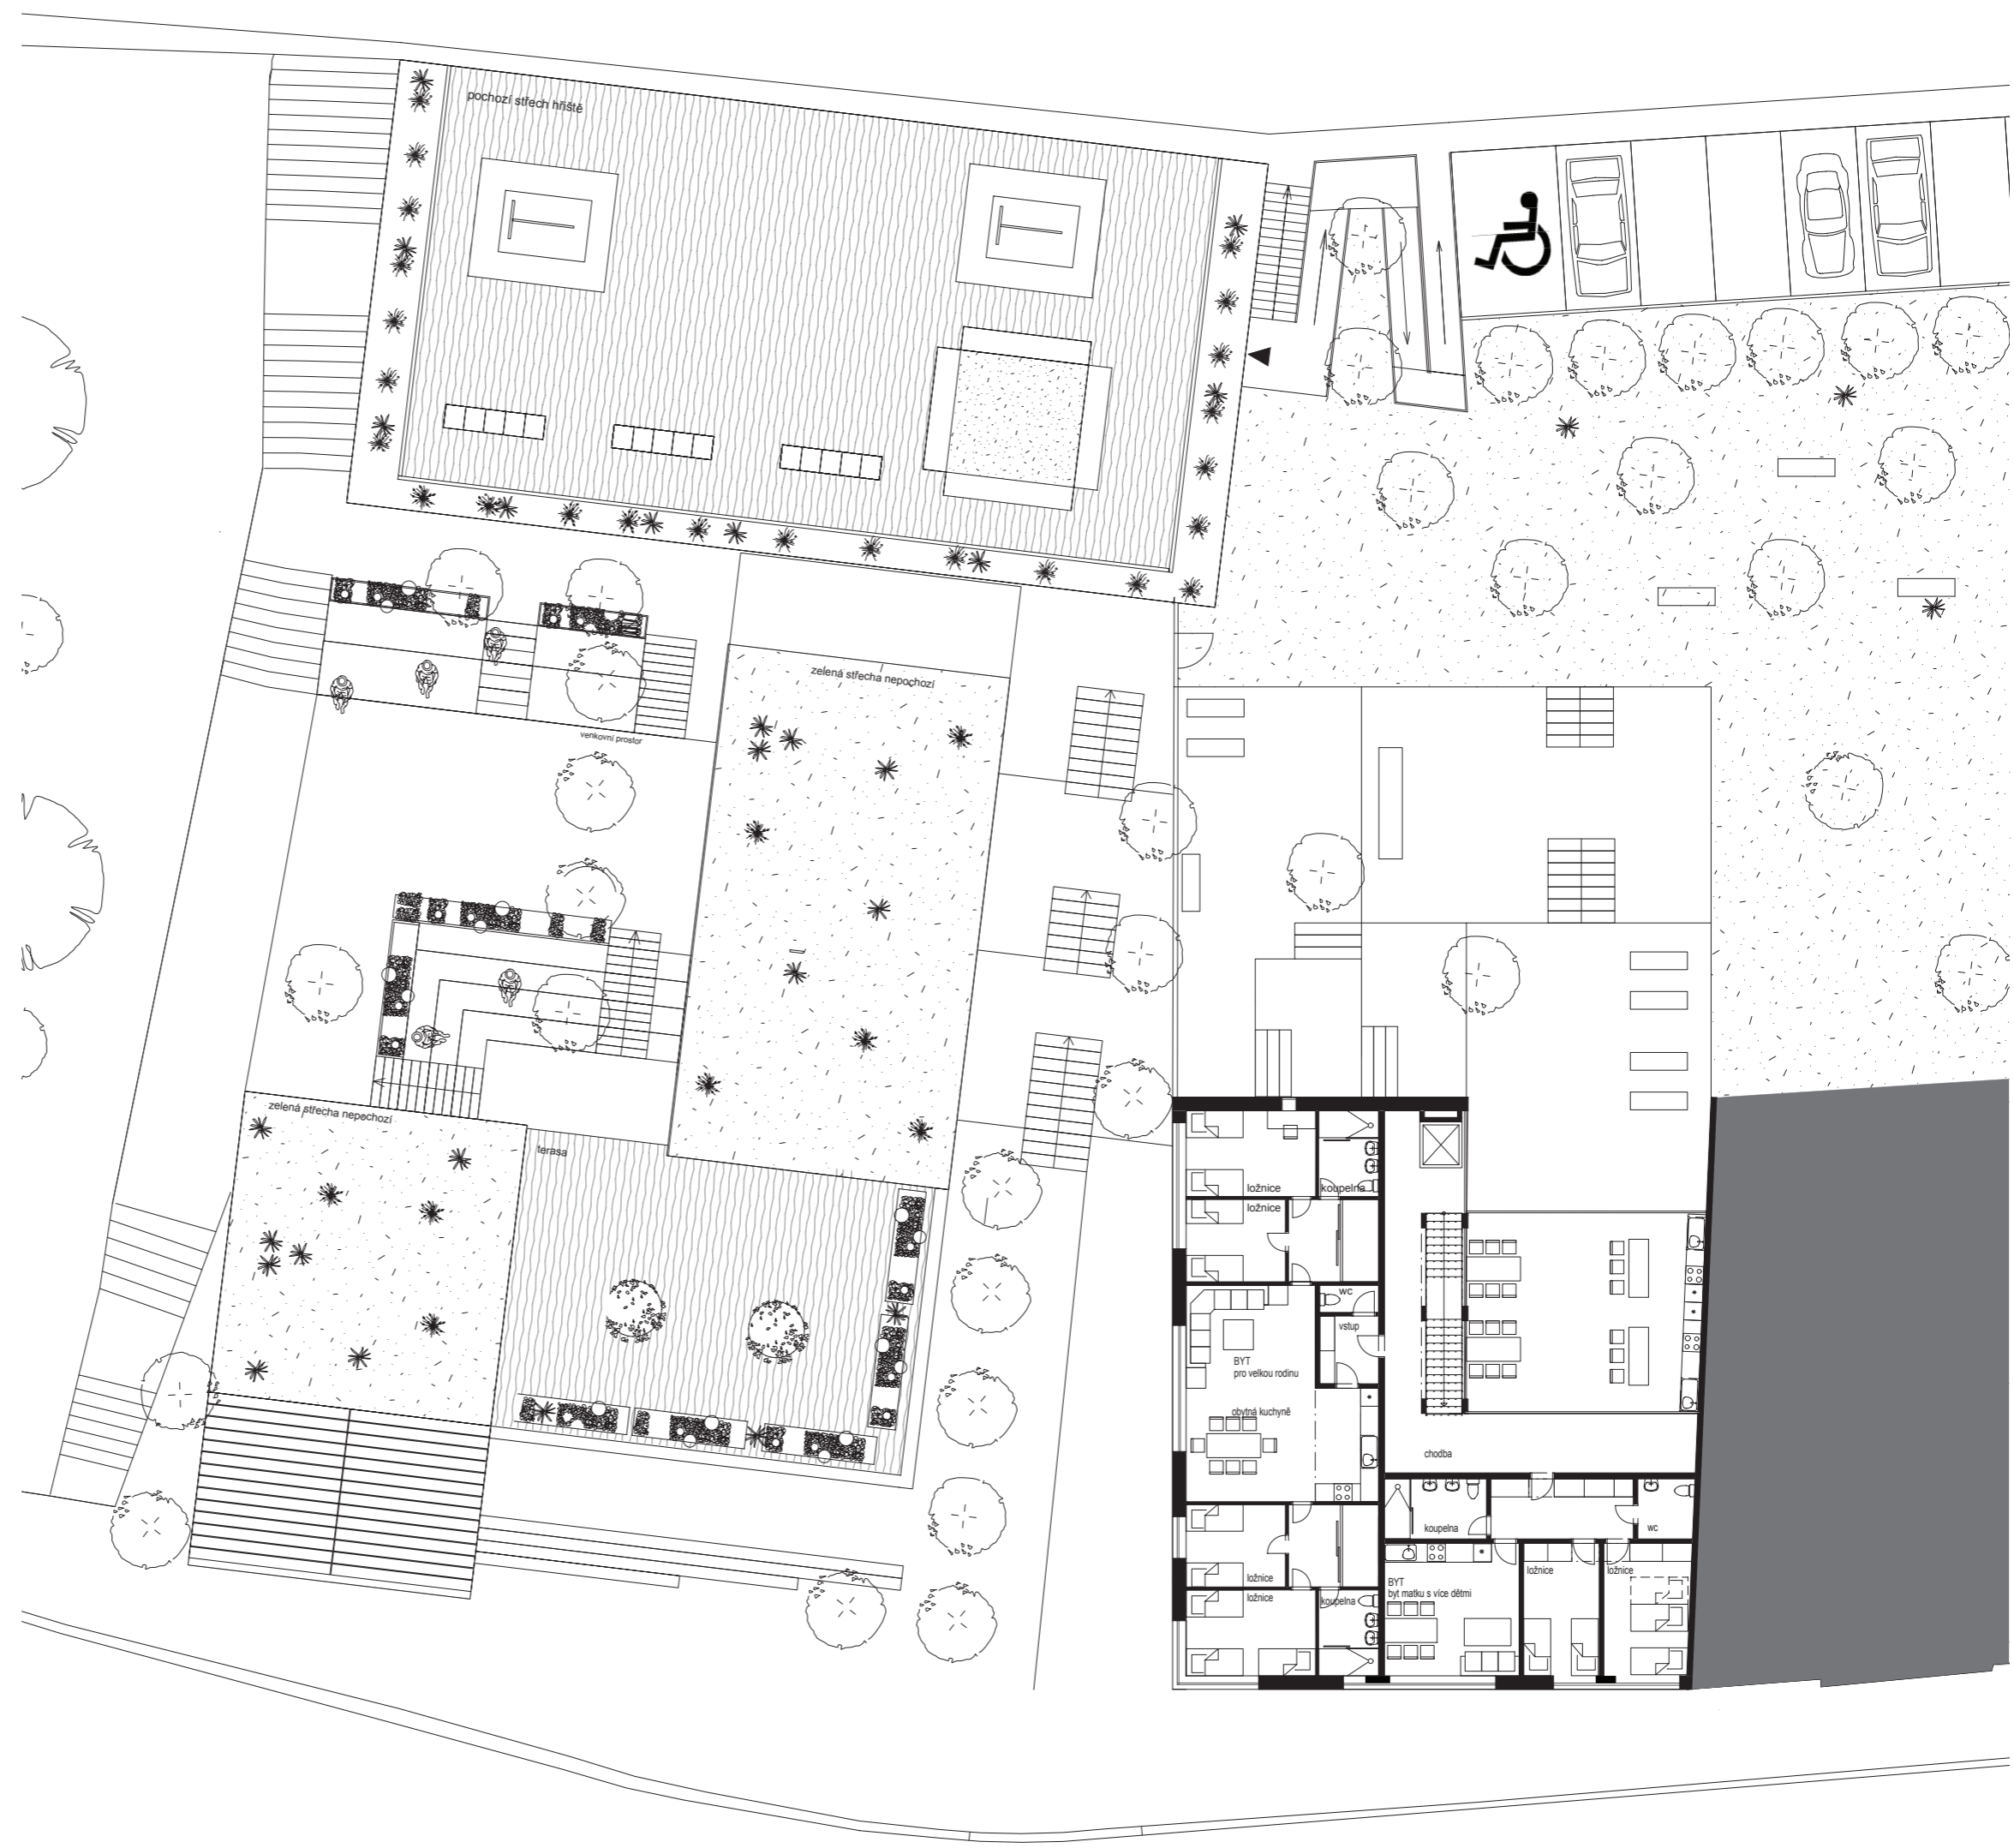 pochozí střech hřiště
zelená střecha nepochozí
venkovní prostor
zelená střecha nepochozí
terasa
ložnice
koupelna
ložnice
wc
vstup
BYT
pro velkou rodinu
obytná kuchyně
chodba
koupelna
wc
ložnice
ložnice
koupelna
BYT
byt matku s více dětmi
ložnice
ložnice